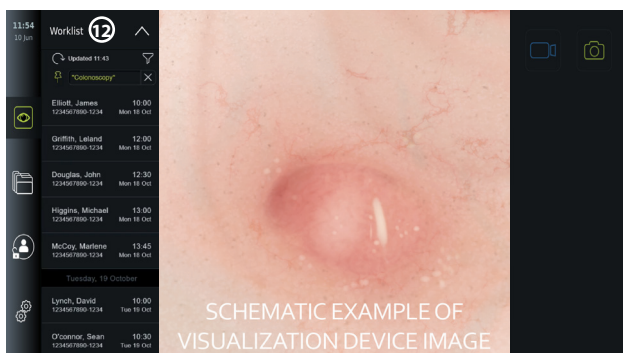 11:54
10 Jun
Worklist 12
Updated 11:43
"Colonoscopy"
Elliott, James 10:00
1234567890-1234 Mon 18 Oct
Griffith, Leland 12:00
1234567890-1234 Mon 18 Oct
Douglas, John 12:30
1234567890-1234 Mon 18 Oct
Higgins, Michael 13:00
1234567890-1234 Mon 18 Oct
McCoy, Marlene 13:45
1234567890-1234 Mon 18 Oct
Tuesday, 19 October
Lynch, David 10:00
1234567890-1234 Tue 19 Oct
O'connor, Sean 10:30
1234567890-1234 Tue 19 Oct
SCHEMATIC EXAMPLE OF
VISUALIZATION DEVICE IMAGE